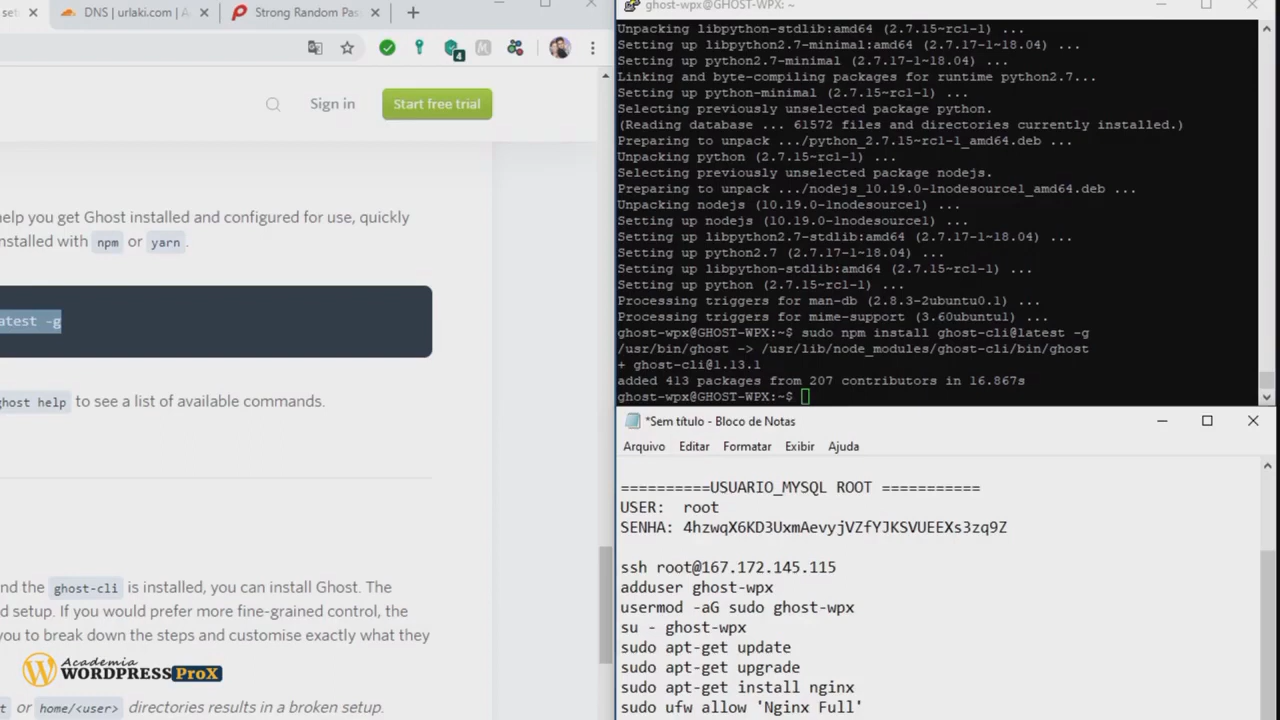 set
DNS | urlaki.com | A
Strong Random Pas
4
Sign in
Start free trial
help you get Ghost installed and configured for use, quickly
nstalled with npm or yarn.
atest -g
ghost help to see a list of available commands.
nd the ghost-cli is installed, you can install Ghost. The
d setup. If you would prefer more fine-grained control, the
you to break down the steps and customise exactly what they
Academia
WORDPRESS ProX
t or home/<user> directories results in a broken setup.
ghost-wpx@GHOST-WPX: ~
Unpacking libpython-stdlib:amd64 (2.7.15~rc1-1) ...
Setting up libpython2.7-minimal:amd64 (2.7.17-1~18.04) ...
Setting up python2.7-minimal (2.7.17-1~18.04) ...
Linking and byte-compiling packages for runtime python2.7...
Setting up python-minimal (2.7.15~rc1-1) ...
Selecting previously unselected package python.
(Reading database ... 61572 files and directories currently installed.)
Preparing to unpack .../python_2.7.15~rc1-1_amd64.deb ...
Unpacking python (2.7.15~rc1-1) ...
Selecting previously unselected package nodejs.
Preparing to unpack .../nodejs_10.19.0-1nodesource1_amd64.deb ...
Unpacking nodejs (10.19.0-1nodesource1) ...
Setting up nodejs (10.19.0-1nodesource1) ...
Setting up libpython2.7-stdlib:amd64 (2.7.17-1~18.04) ...
Setting up python2.7 (2.7.17-1~18.04) ...
Setting up libpython-stdlib:amd64 (2.7.15~rc1-1) ...
Setting up python (2.7.15~rc1-1) ...
Processing triggers for man-db (2.8.3-2ubuntu0.1) ...
Processing triggers for mime-support (3.60ubuntu1) ...
ghost-wpx@GHOST-WPX:~$ sudo npm install ghost-cli@latest -g
/usr/bin/ghost -> /usr/lib/node_modules/ghost-cli/bin/ghost
+ ghost-cli@1.13.1
added 413 packages from 207 contributors in 16.867s
ghost-wpx@GHOST-WPX:~$
*Sem título - Bloco de Notas
Arquivo Editar Formatar Exibir Ajuda
==========USUARIO_MYSQL ROOT ===========
USER: root
SENHA: 4hzwqX6KD3UxmAevyjVZfYJKSVUEEXs3zq9Z
ssh root@167.172.145.115
adduser ghost-wpx
usermod -aG sudo ghost-wpx
su - ghost-wpx
sudo apt-get update
sudo apt-get upgrade
sudo apt-get install nginx
sudo ufw allow 'Nginx Full'